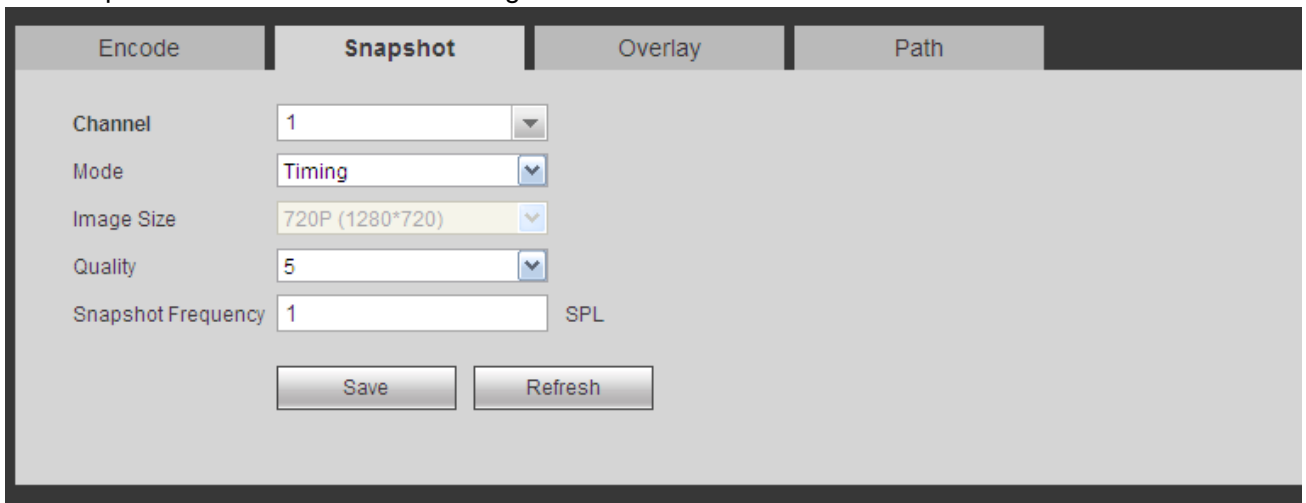 Encode Snapshot Overlay Path
Channel 1
Mode Timing
Image Size 720P (1280*720)
Quality 5
Snapshot Frequency 1 SPL
Save Refresh